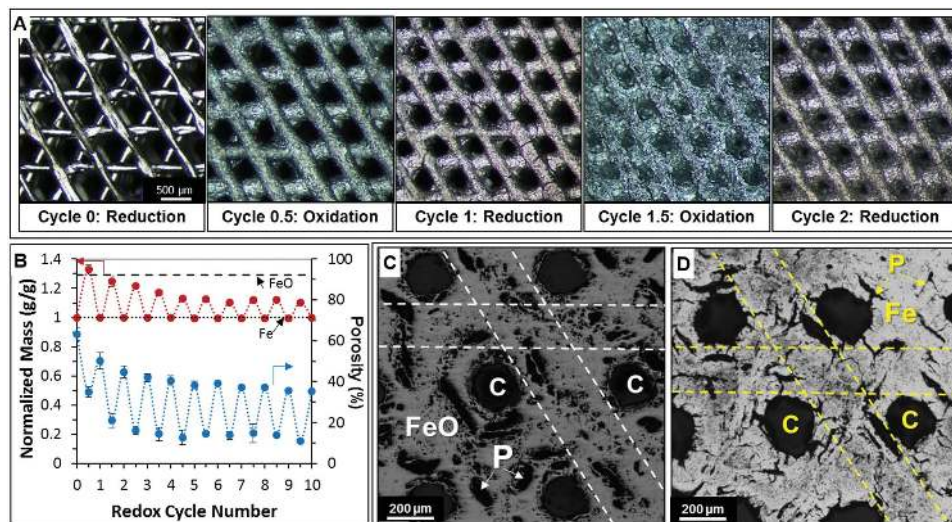 A
500 µm
Cycle 0: Reduction
Cycle 0.5: Oxidation
Cycle 1: Reduction
Cycle 1.5: Oxidation
Cycle 2: Reduction
B
Normalized Mass (g/g)
1.4
1.2
1
0.8
0.6
0.4
0.2
0
FeO
Fe
100
80
60
40
20
0
Porosity (%)
0 1 2 3 4 5 6 7 8 9 10
Redox Cycle Number
C
C
C
FeO
P
200 µm
D
P
Fe
C
C
200 µm